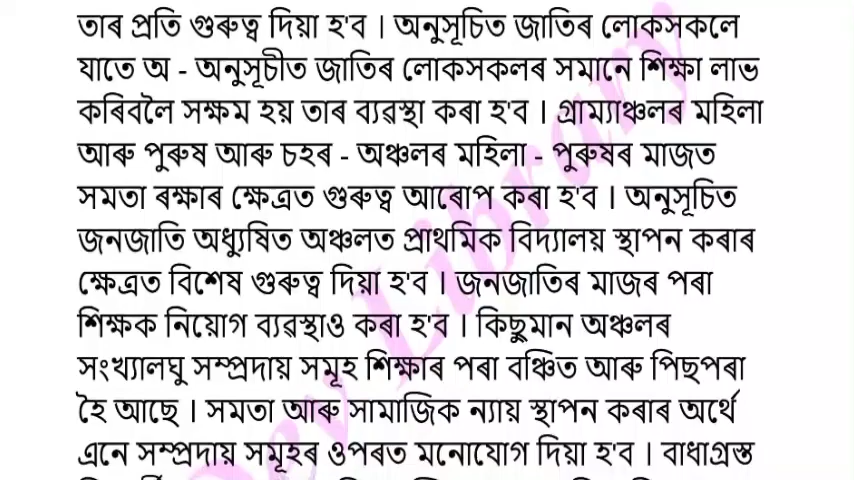 তাৰ প্ৰতি গুৰুত্ব দিয়া হ'ব । অনুসূচিত জাতিৰ লোকসকলে
যাতে অ - অনুসূচীত জাতিৰ লোকসকলৰ সমানে শিক্ষা লাভ
কৰিবলৈ সক্ষম হয় তাৰ ব্যৱস্থা কৰা হ'ব । গ্ৰাম্যাঞ্চলৰ মহিলা
আৰু পুৰুষ আৰু চহৰ - অঞ্চলৰ মহিলা - পুৰুষৰ মাজত
সমতা ৰক্ষাৰ ক্ষেত্ৰত গুৰুত্ব আৰোপ কৰা হ'ব । অনুসূচিত
জনজাতি অধ্যুষিত অঞ্চলত প্ৰাথমিক বিদ্যালয় স্থাপন কৰাৰ
ক্ষেত্ৰত বিশেষ গুৰুত্ব দিয়া হ'ব । জনজাতিৰ মাজৰ পৰা
শিক্ষক নিয়োগ ব্যৱস্থাও কৰা হ'ব । কিছুমান অঞ্চলৰ
সংখ্যালঘু সম্প্ৰদায় সমূহ শিক্ষাৰ পৰা বঞ্চিত আৰু পিছপৰা
হৈ আছে । সমতা আৰু সামাজিক ন্যায় স্থাপন কৰাৰ অৰ্থে
এনে সম্প্ৰদায় সমূহৰ ওপৰত মনোযোগ দিয়া হ'ব । বাধাগ্ৰস্ত
Dev Library